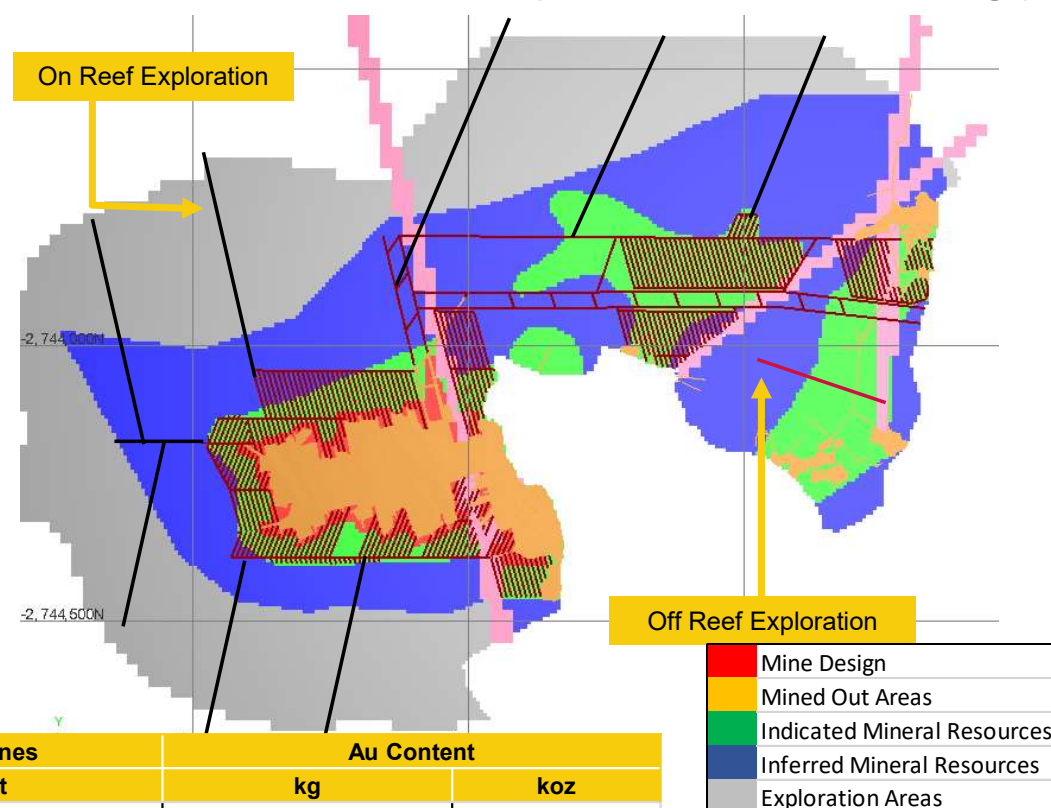 On Reef Exploration
-2,744,000N
-2,744,500N
Off Reef Exploration
Mine Design
Mined Out Areas
Indicated Mineral Resources
Inferred Mineral Resources
Exploration Areas
Y
nes
Au Content
t
kg
koz